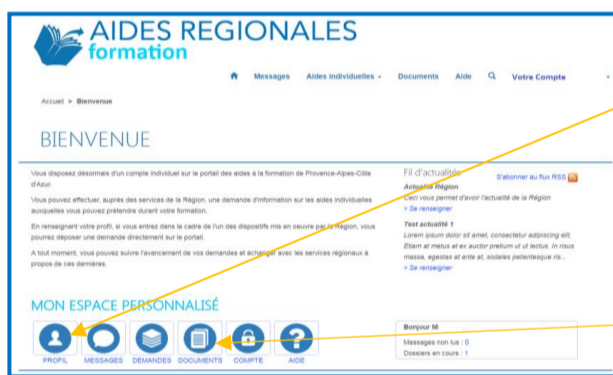 AIDES REGIONALES
formation
Messages Aides individuelles Documents Aide Votre Compte
Accueil > Bienvenue
BIENVENUE
Vous disposez désormais d'un compte individuel sur le portail des aides à la formation de Provence-Alpes-Côte
d'Azur.
Vous pouvez effectuer, auprès des services de la Région, une demande d'information sur les aides individuelles
auxquelles vous pouvez prétendre durant votre formation.
En renseignant votre profil, si vous entrez dans le cadre de l'un des dispositifs mis en oeuvre par la Région, vous
pourrez déposer une demande directement sur le portail.
A tout moment, vous pouvez suivre l'avancement de vos demandes et échanger avec les services régionaux à
propos de ces dernières.
Fil d'actualités
S'abonner au flux RSS
Actualité Région
Ceci vous permet d'avoir l'actualité de la Région
> Se renseigner
Test actualité 1
Lorem ipsum dolor sit amet, consectetur adipiscing elit.
Etiam at metus at ex auctor pretium ut ut lectus. In risus
massa, egestas et ante at, sodales pellentesque ris...
> Se renseigner
MON ESPACE PERSONNALISÉ
PROFIL MESSAGES DEMANDES DOCUMENTS COMPTE AIDE
Bonjour M
Messages non lus : 0
Dossiers en cours : 1